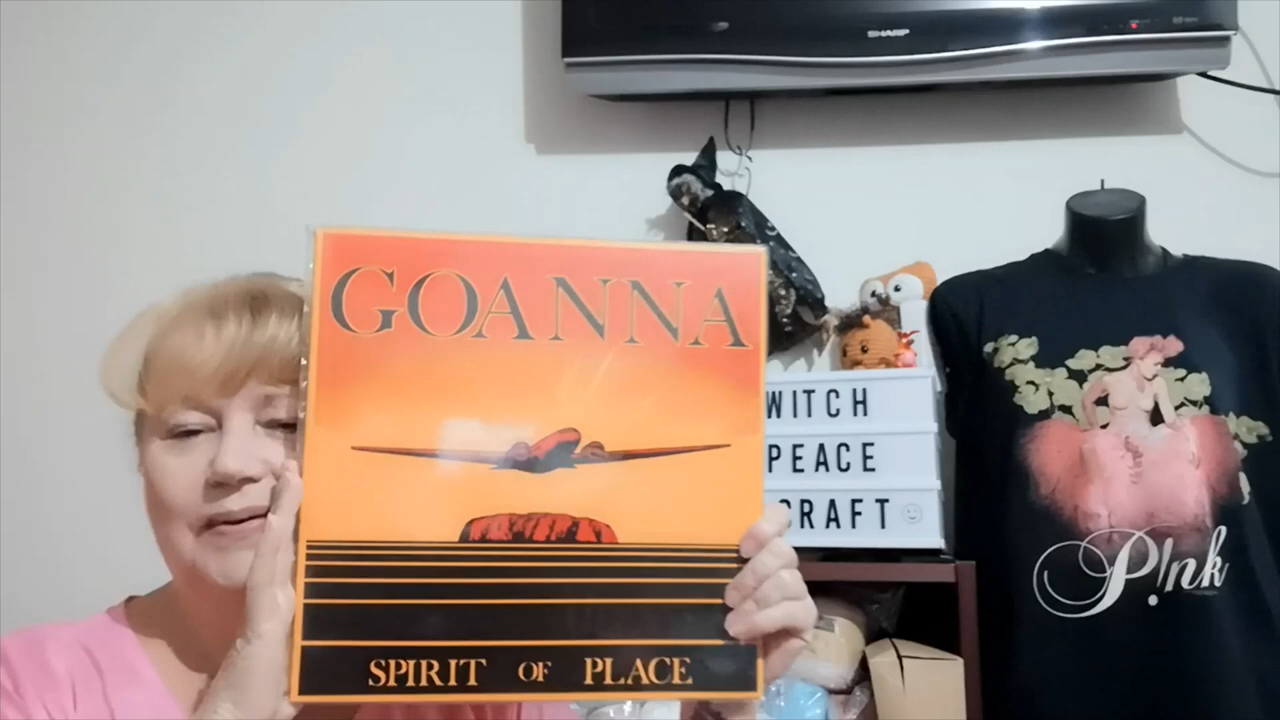 SHARP
GOANNA
SPIRIT OF PLACE
WITCH
PEACE
CRAFT
P!nk